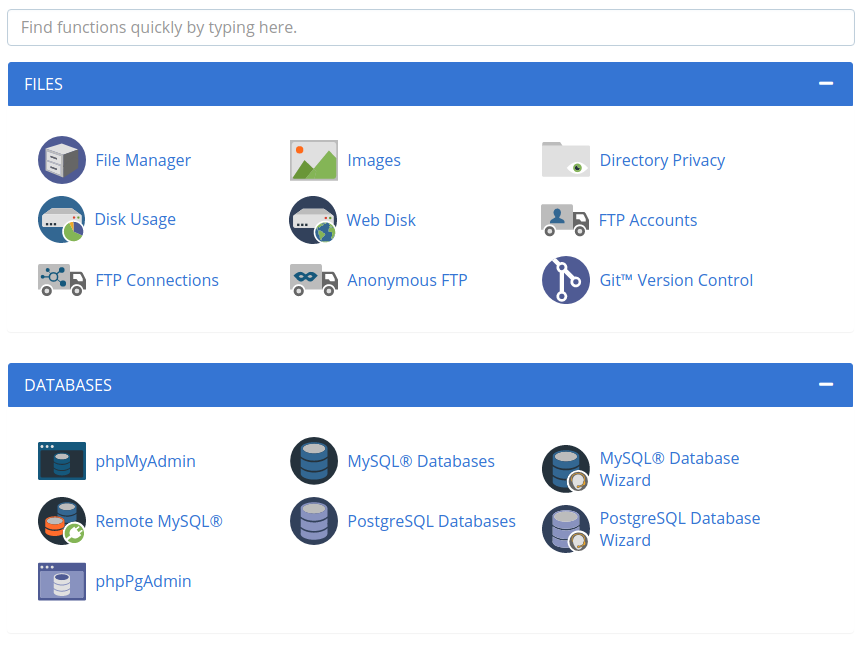 Find functions quickly by typing here.
FILES
File Manager
Images
Directory Privacy
Disk Usage
Web Disk
FTP Accounts
FTP Connections
Anonymous FTP
Git™ Version Control
DATABASES
phpMyAdmin
MySQL® Databases
MySQL® Database
Wizard
Remote MySQL®
PostgreSQL Databases
PostgreSQL Database
Wizard
phpPgAdmin